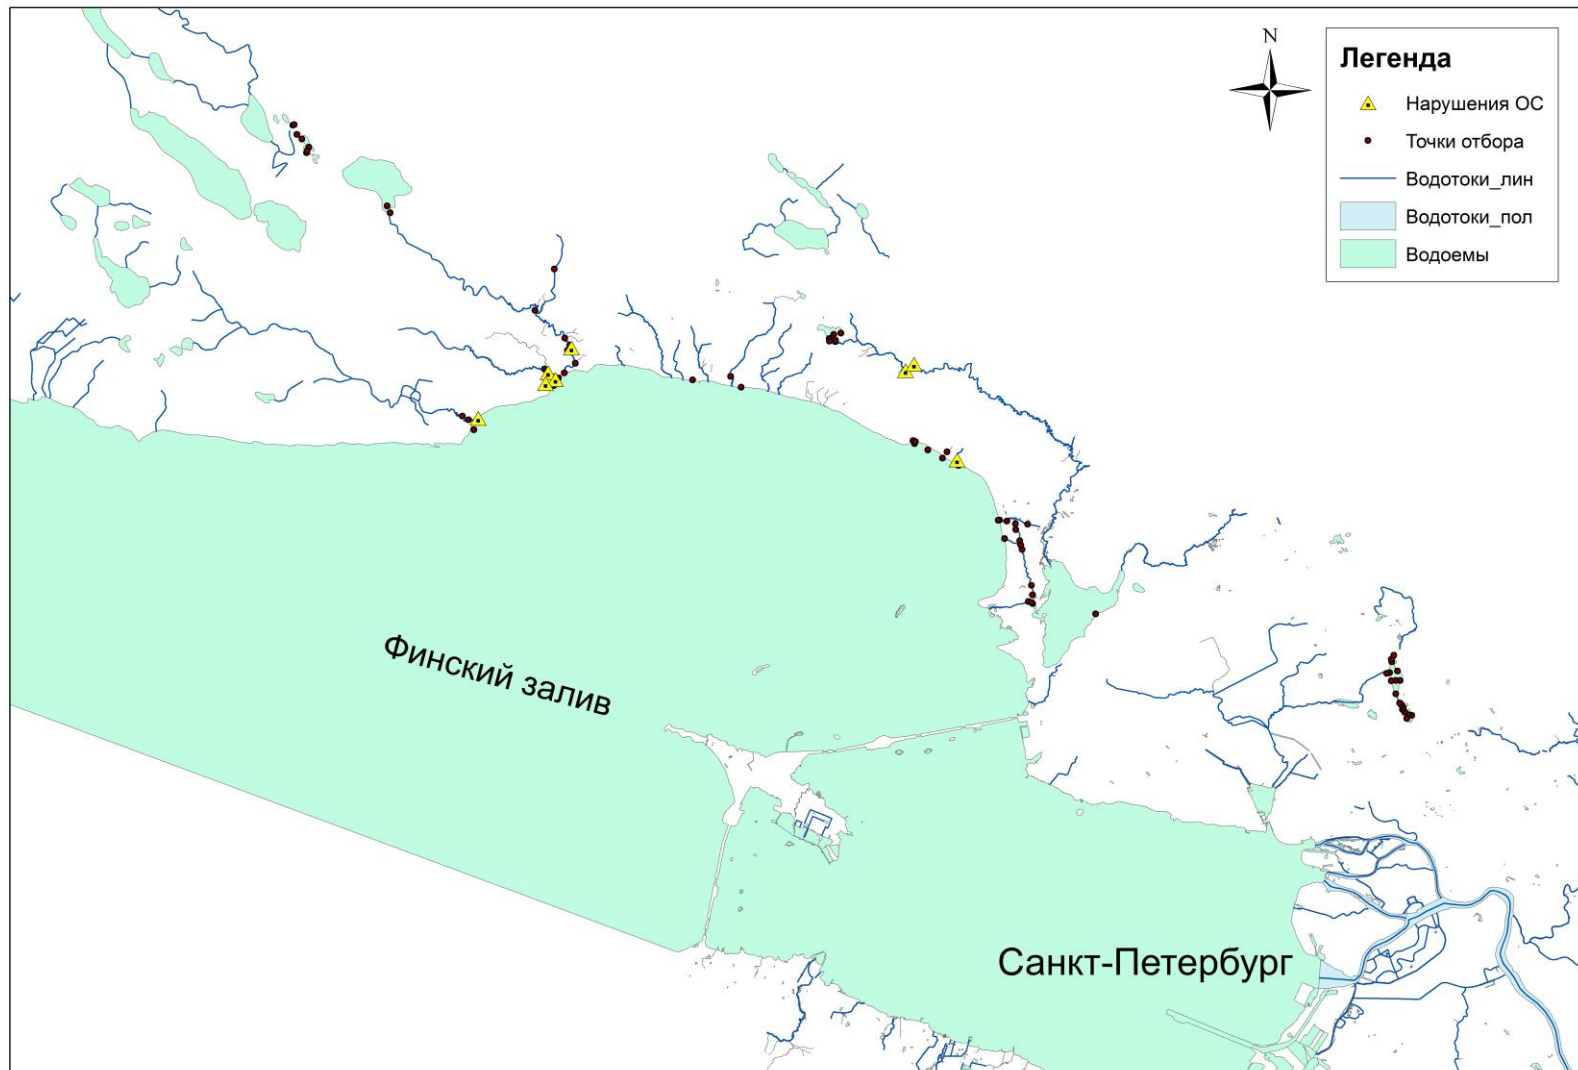 N
Легенда
Нарушения ОС
Точки отбора
Водотоки_лин
Водотоки_пол
Водоемы
Финский залив
Санкт-Петербург